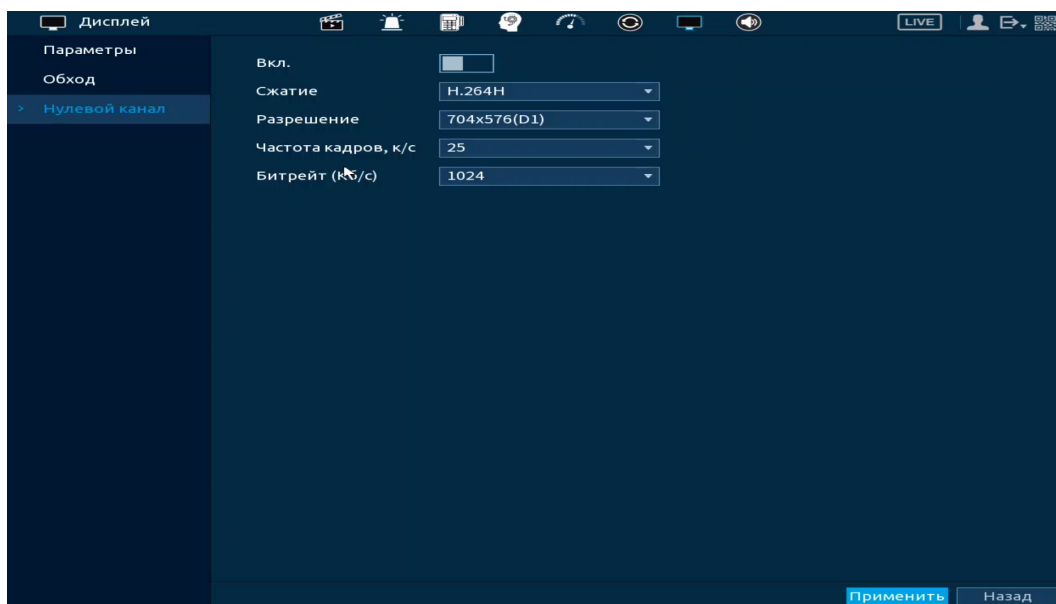 Дисплей
LIVE
Параметры
Обход
> Нулевой канал
Вкл.
Сжатие H.264H
Разрешение 704x576(D1)
Частота кадров, к/с 25
Битрейт (Кб/с) 1024
Применить Назад